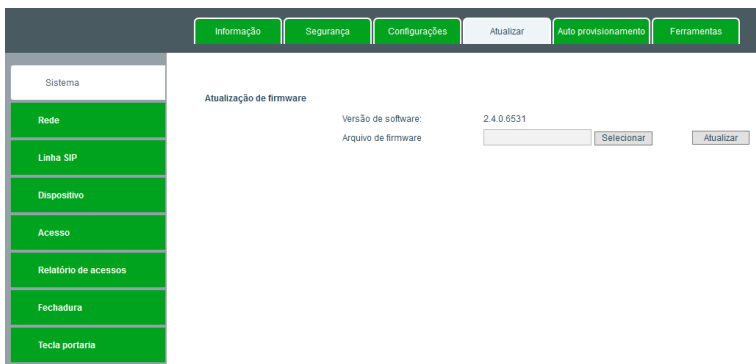 Informação Segurança Configurações Atualizar Auto provisionamento Ferramentas
Sistema
Rede
Linha SIP
Dispositivo
Acesso
Relatório de acessos
Fechadura
Tecla portaria
Atualização de firmware
Versão de software: 2.4.0.6531
Arquivo de firmware Selecionar Atualizar